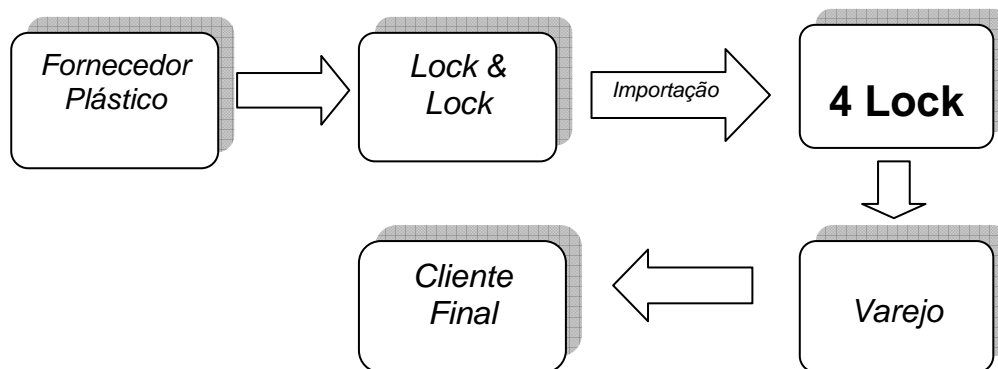 Fornecedor
Plástico
Lock &
Lock
Importação
4 Lock
Varejo
Cliente
Final